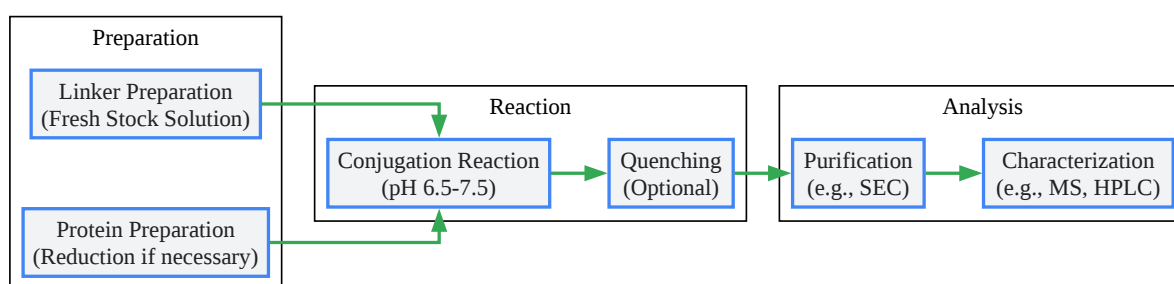 Preparation
Linker Preparation
(Fresh Stock Solution)
Protein Preparation
(Reduction if necessary)
Reaction
Conjugation Reaction
(pH 6.5-7.5)
Quenching
(Optional)
Analysis
Purification
(e.g., SEC)
Characterization
(e.g., MS, HPLC)